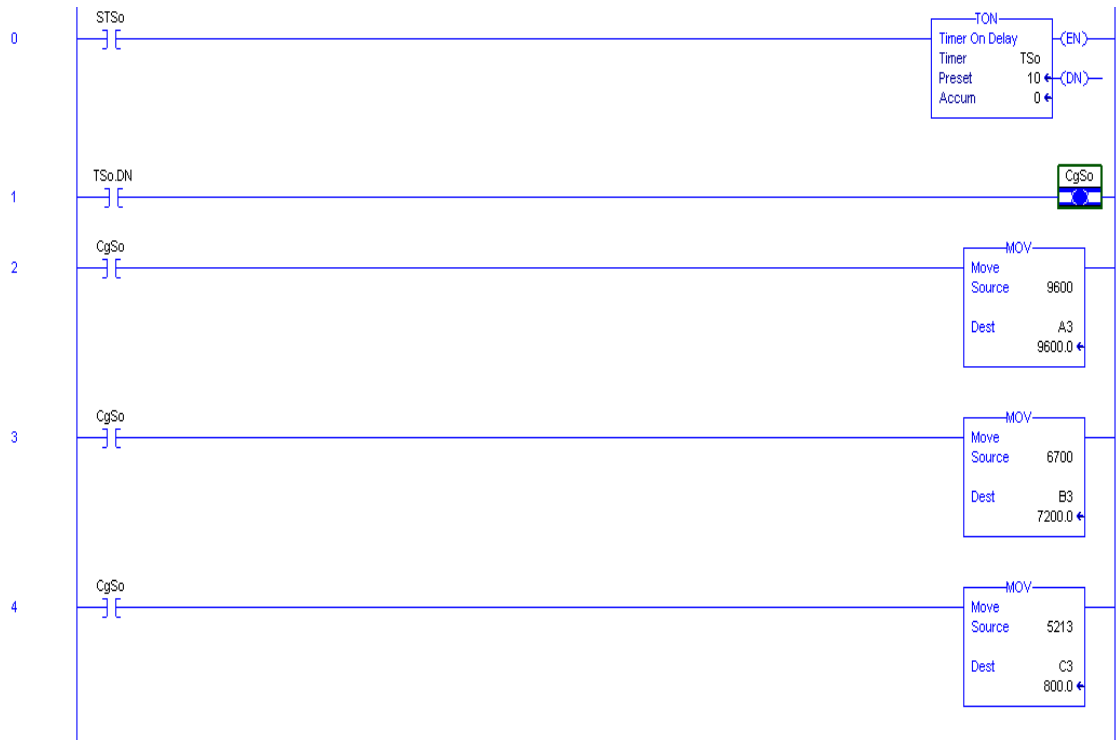 0
STSo
TON
Timer On Delay
Timer TSo
Preset 10
Accum 0
(EN)
(DN)
1
TSo.DN
CgSo
2
CgSo
MOV
Move
Source 9600
Dest A3
9600.0
3
CgSo
MOV
Move
Source 6700
Dest B3
7200.0
4
CgSo
MOV
Move
Source 5213
Dest C3
800.0